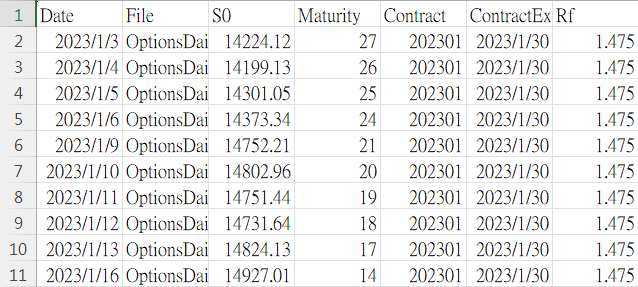 1 Date File S0 Maturity Contract ContractEx Rf
2 2023/1/3 OptionsDai 14224.12 27 202301 2023/1/30 1.475
3 2023/1/4 OptionsDai 14199.13 26 202301 2023/1/30 1.475
4 2023/1/5 OptionsDai 14301.05 25 202301 2023/1/30 1.475
5 2023/1/6 OptionsDai 14373.34 24 202301 2023/1/30 1.475
6 2023/1/9 OptionsDai 14752.21 21 202301 2023/1/30 1.475
7 2023/1/10 OptionsDai 14802.96 20 202301 2023/1/30 1.475
8 2023/1/11 OptionsDai 14751.44 19 202301 2023/1/30 1.475
9 2023/1/12 OptionsDai 14731.64 18 202301 2023/1/30 1.475
10 2023/1/13 OptionsDai 14824.13 17 202301 2023/1/30 1.475
11 2023/1/16 OptionsDai 14927.01 14 202301 2023/1/30 1.475